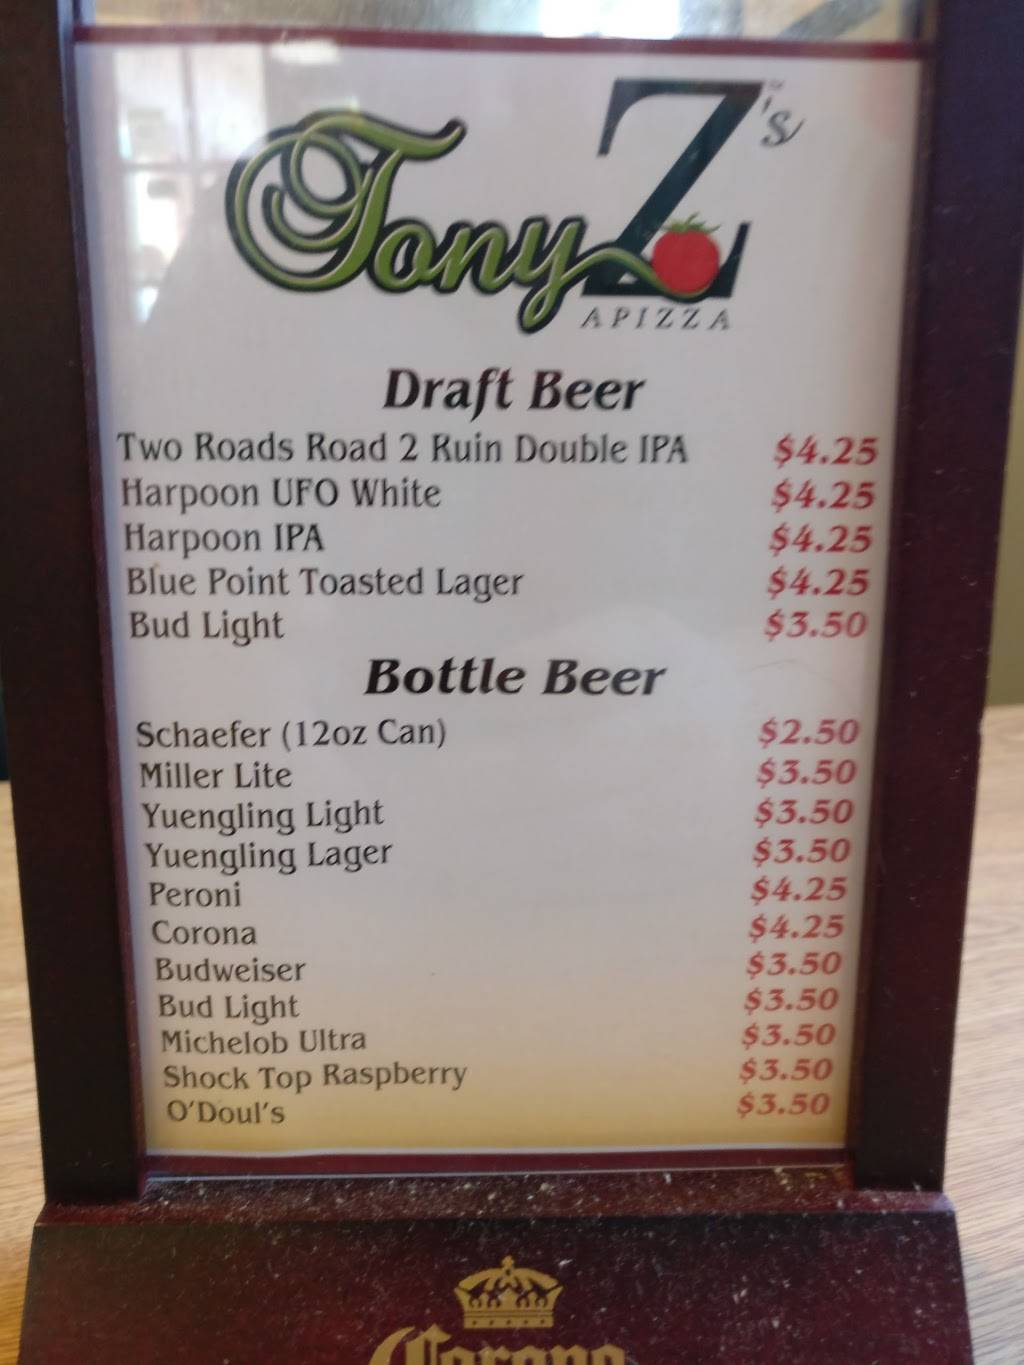 Tony Z's
APIZZA
Draft Beer
Two Roads Road 2 Ruin Double IPA $4.25
Harpoon UFO White $4.25
Harpoon IPA $4.25
Blue Point Toasted Lager $4.25
Bud Light $3.50
Bottle Beer
Schaefer (12oz Can) $2.50
Miller Lite $3.50
Yuengling Light $3.50
Yuengling Lager $3.50
Peroni $4.25
Corona $4.25
Budweiser $3.50
Bud Light $3.50
Michelob Ultra $3.50
Shock Top Raspberry $3.50
O'Doul's $3.50
Corona